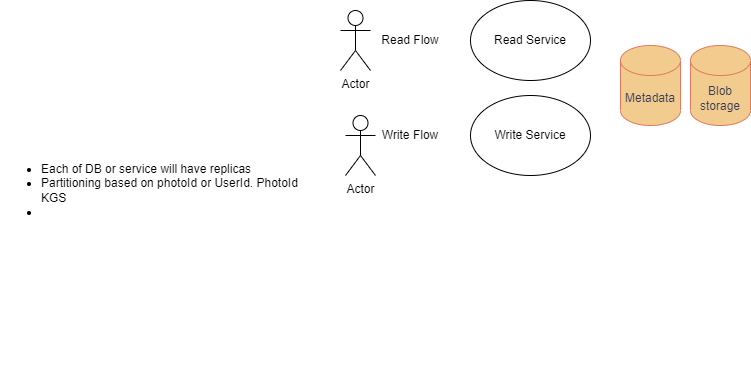 Read Flow
Read Service
Actor
Metadata
Blob
storage
Write Flow
Write Service
Actor
Each of DB or service will have replicas
Partitioning based on photoId or UserId. PhotoId
KGS